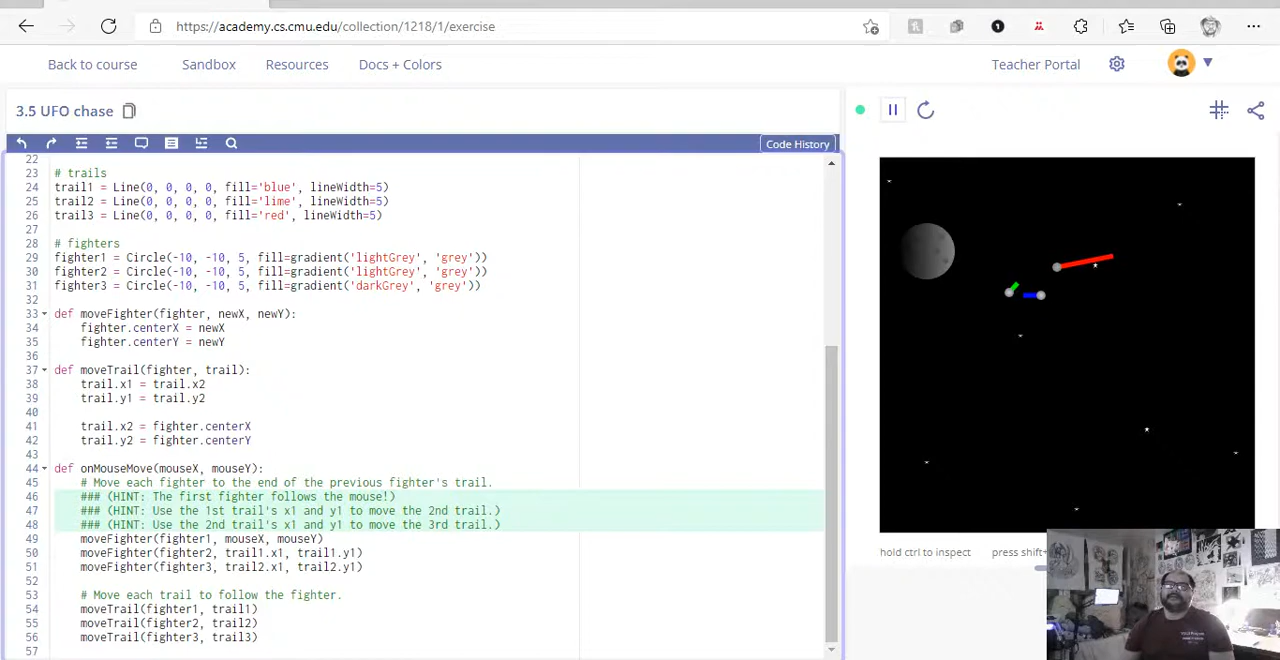 https://academy.cs.cmu.edu/collection/1218/1/exercise
Back to course
Sandbox
Resources
Docs + Colors
Teacher Portal
3.5 UFO chase
Code History
22
23 # trails
24 trail1 = Line(0, 0, 0, 0, fill='blue', lineWidth=5)
25 trail2 = Line(0, 0, 0, 0, fill='lime', lineWidth=5)
26 trail3 = Line(0, 0, 0, 0, fill='red', lineWidth=5)
27
28 # fighters
29 fighter1 = Circle(-10, -10, 5, fill=gradient('lightGrey', 'grey'))
30 fighter2 = Circle(-10, -10, 5, fill=gradient('lightGrey', 'grey'))
31 fighter3 = Circle(-10, -10, 5, fill=gradient('darkGrey', 'grey'))
32
33 def moveFighter(fighter, newX, newY):
34 fighter.centerX = newX
35 fighter.centerY = newY
36
37 def moveTrail(fighter, trail):
38 trail.x1 = trail.x2
39 trail.y1 = trail.y2
40
41 trail.x2 = fighter.centerX
42 trail.y2 = fighter.centerY
43
44 def onMouseMove(mouseX, mouseY):
45 # Move each fighter to the end of the previous fighter's trail.
46 ### (HINT: The first fighter follows the mouse!)
47 ### (HINT: Use the 1st trail's x1 and y1 to move the 2nd trail.)
48 ### (HINT: Use the 2nd trail's x1 and y1 to move the 3rd trail.)
49 moveFighter(fighter1, mouseX, mouseY)
50 moveFighter(fighter2, trail1.x1, trail1.y1)
51 moveFighter(fighter3, trail2.x1, trail2.y1)
52
53 # Move each trail to follow the fighter.
54 moveTrail(fighter1, trail1)
55 moveTrail(fighter2, trail2)
56 moveTrail(fighter3, trail3)
57
hold ctrl to inspect
press shift+